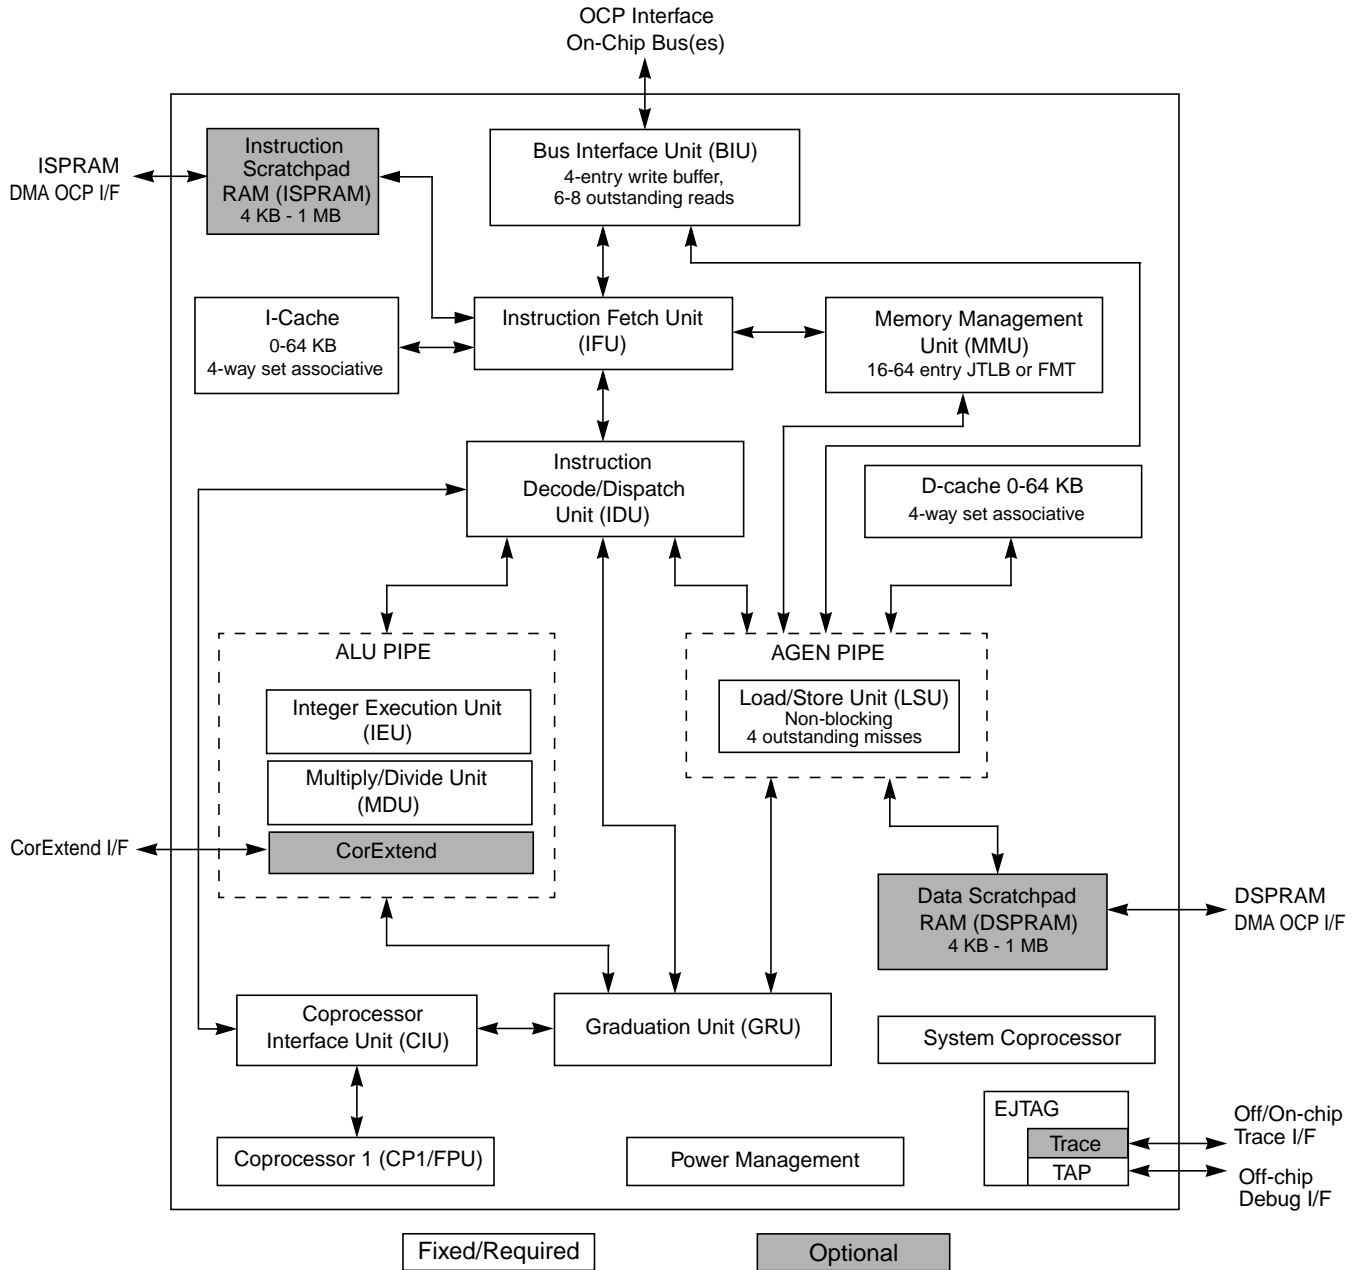 OCP Interface
On-Chip Bus(es)
Instruction
Scratchpad
RAM (ISPRAM)
4 KB - 1 MB
ISPRAM
DMA OCP I/F
Bus Interface Unit (BIU)
4-entry write buffer,
6-8 outstanding reads
I-Cache
0-64 KB
4-way set associative
Instruction Fetch Unit
(IFU)
Memory Management
Unit (MMU)
16-64 entry JTLB or FMT
Instruction
Decode/Dispatch
Unit (IDU)
D-cache 0-64 KB
4-way set associative
ALU PIPE
Integer Execution Unit
(IEU)
Multiply/Divide Unit
(MDU)
CorExtend
CorExtend I/F
AGEN PIPE
Load/Store Unit (LSU)
Non-blocking
4 outstanding misses
Data Scratchpad
RAM (DSPRAM)
4 KB - 1 MB
DSPRAM
DMA OCP I/F
Coprocessor
Interface Unit (CIU)
Graduation Unit (GRU)
System Coprocessor
Coprocessor 1 (CP1/FPU)
Power Management
EJTAG
Trace
TAP
Off/On-chip
Trace I/F
Off-chip
Debug I/F
Fixed/Required
Optional